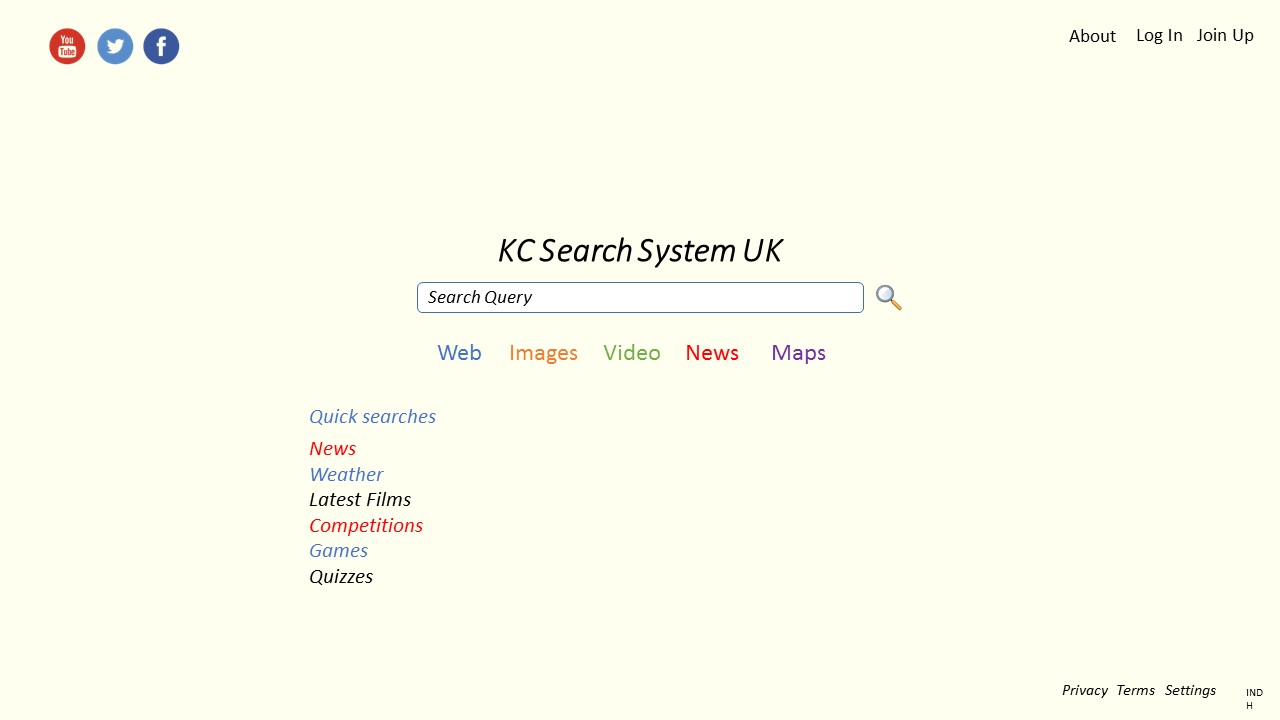 You
Tube
About Log In Join Up
KC Search System UK
Search Query
Web Images Video News Maps
Quick searches
News
Weather
Latest Films
Competitions
Games
Quizzes
Privacy Terms Settings
IND
H